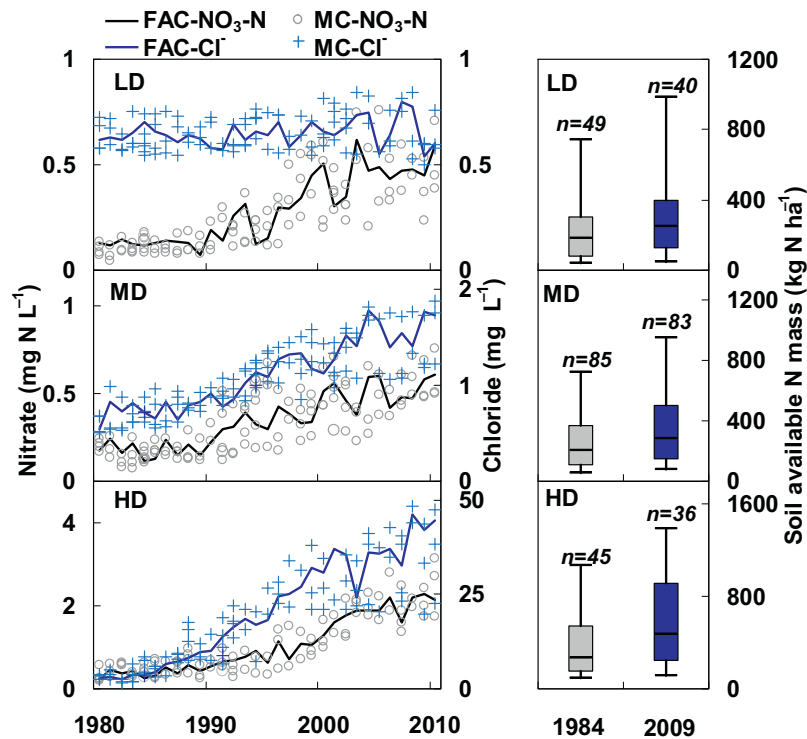 FAC-NO₃-N MC-NO₃-N
FAC-Cl⁻ MC-Cl⁻
LD
MD
HD
Nitrate (mg N L⁻¹)
0
0.5
1
0
0.5
1
0
2
4
1980 1990 2000 2010
Chloride (mg L⁻¹)
0
0.5
1
0
1
2
0
25
50
LD
n=49
n=40
MD
n=85
n=83
HD
n=45
n=36
1984 2009
Soil available N mass (kg N ha⁻¹)
1200
800
400
0
1200
800
400
0
1600
800
0